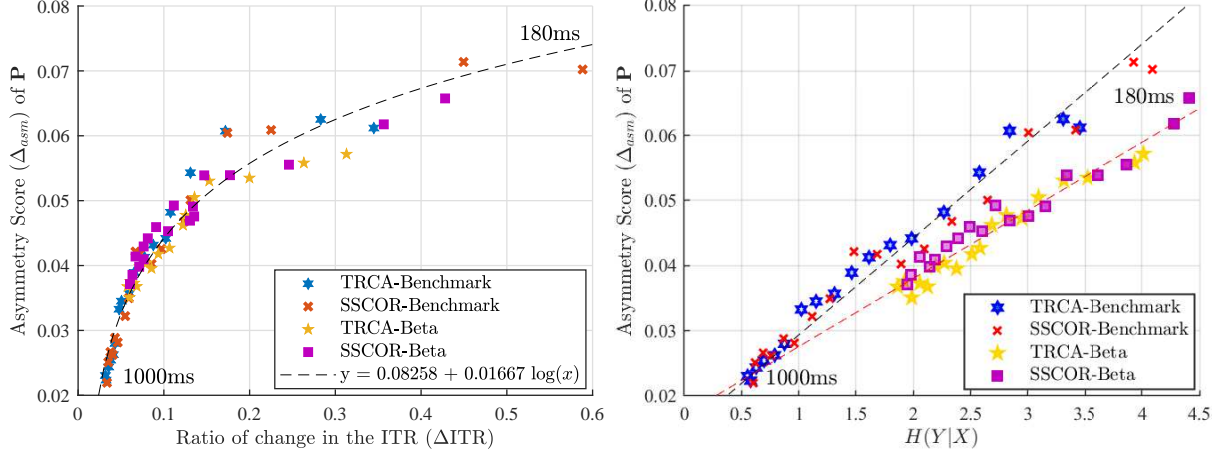 Asymmetry Score (Δasm) of P
0.08
0.07
0.06
0.05
0.04
0.03
0.02
180ms
1000ms
TRCA-Benchmark
SSCOR-Benchmark
TRCA-Beta
SSCOR-Beta
y = 0.08258 + 0.01667 log(x)
0 0.1 0.2 0.3 0.4 0.5 0.6
Ratio of change in the ITR (ΔITR)
Asymmetry Score (Δasm) of P
0.08
0.07
0.06
0.05
0.04
0.03
0.02
180ms
1000ms
TRCA-Benchmark
SSCOR-Benchmark
TRCA-Beta
SSCOR-Beta
0 0.5 1 1.5 2 2.5 3 3.5 4 4.5
H(Y|X)